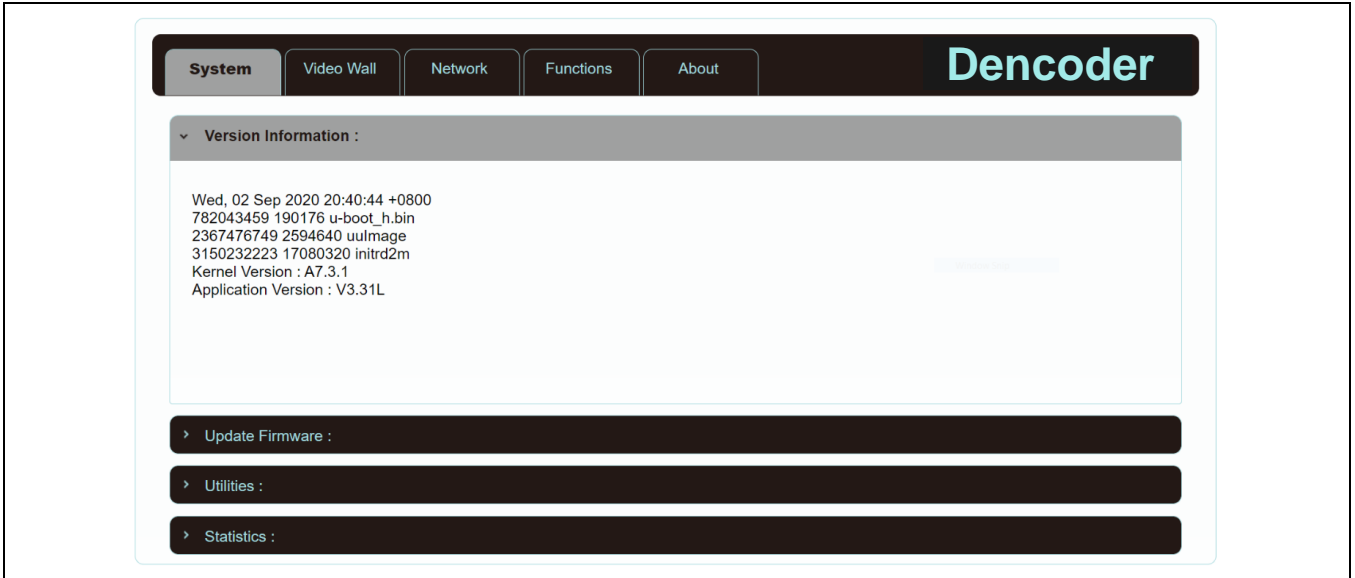 System
Video Wall
Network
Functions
About
Dencoder
Version Information :
Wed, 02 Sep 2020 20:40:44 +0800
782043459 190176 u-boot_h.bin
2367476749 2594640 uuImage
3150232223 17080320 initrd2m
Kernel Version : A7.3.1
Application Version : V3.31L
Update Firmware :
Utilities :
Statistics :